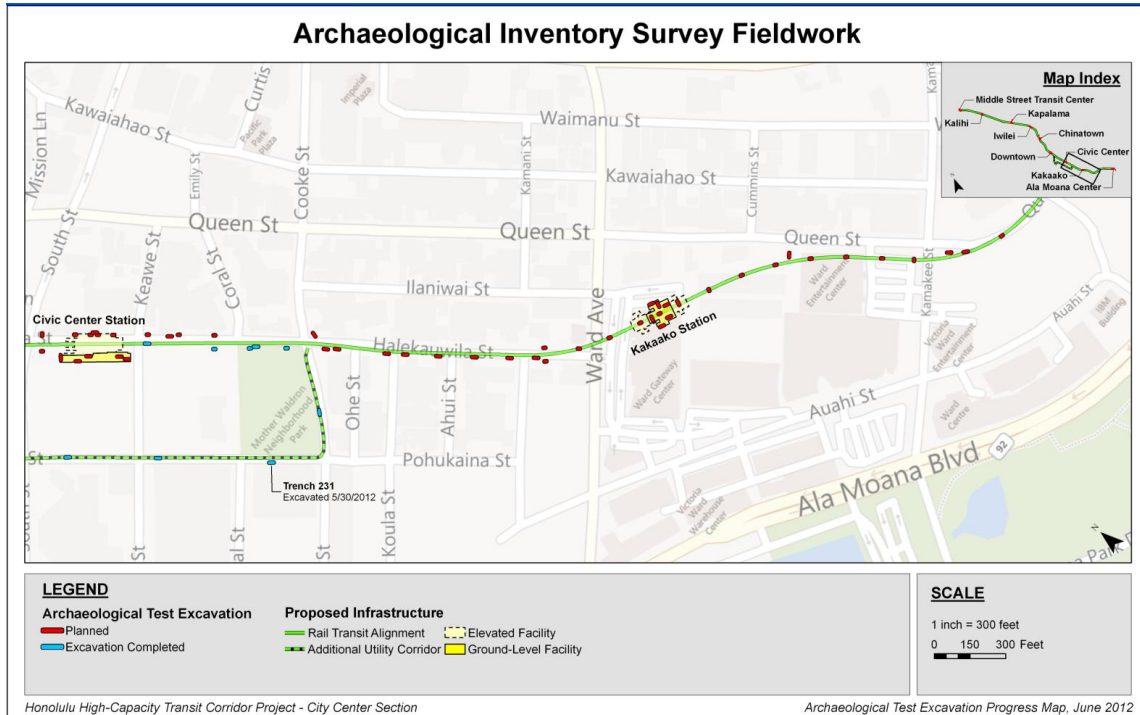 Archaeological Inventory Survey Fieldwork
Map Index
Middle Street Transit Center
Kapalama
Kalihi
Iwilei
Chinatown
Civic Center
Downtown
Kakaako
Ala Moana Center
Mission Ln
Kawaiahao St
Curtis
Imperial Plaza
Pacific Park Plaza
Emily St
Cooke St
Waimanu St
Kamani St
Kawaiahao St
Cummins St
South St
Keawe St
Queen St
Coral St
Queen St
Queen St
Ilaniwai St
Ward Ave
Ward Entertainment Center
Kamakee St
Auahi St
IBM Building
Civic Center Station
Halekauwila St
Kakaako Station
Victoria Ward Entertainment Center
Ward Gateway Center
Ward Centre
Mother Waldron Neighborhood Park
Ohe St
Ahui St
Auahi St
St
Pohukaina St
Koula St
Ala Moana Blvd
92
Trench 231
Excavated 5/30/2012
Victoria Ward Warehouse Center
South St
St
al St
St
N
LEGEND
Archaeological Test Excavation
Planned
Excavation Completed
Proposed Infrastructure
Rail Transit Alignment
Elevated Facility
Additional Utility Corridor
Ground-Level Facility
SCALE
1 inch = 300 feet
0 150 300 Feet
Honolulu High-Capacity Transit Corridor Project - City Center Section
Archaeological Test Excavation Progress Map, June 2012